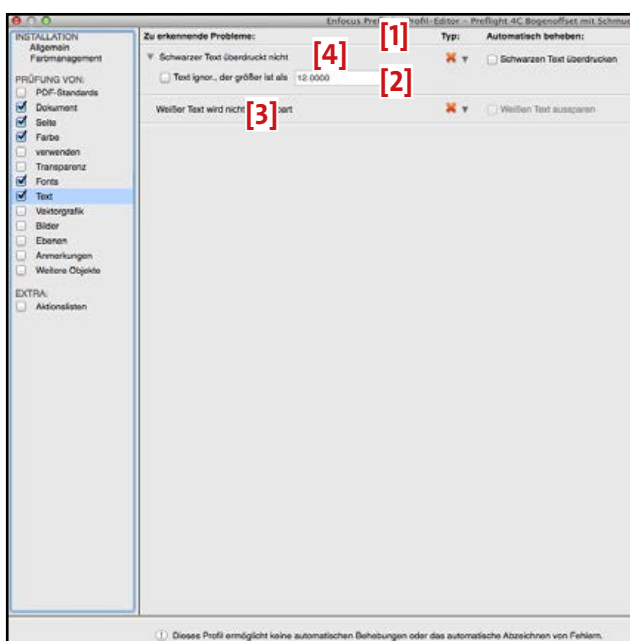 Enfocus Preflight Profil-Editor – Preflight 4C Bogenoffset mit Schmuc
[1]
INSTALLATION
Allgemein
Farbmanagement
PRÜFUNG VON:
PDF-Standards
Dokument
Seite
Farbe
verwenden
Transparenz
Fonts
Text
Vektorgrafik
Bilder
Ebenen
Anmerkungen
Weitere Objekte
EXTRA:
Aktionslisten
Zu erkennende Probleme: Typ: Automatisch beheben:
Schwarzer Text überdruckt nicht [4] Schwarzen Text überdrucken
Text ignor., der größer ist als 12.0000 [2]
Weißer Text wird nicht [3] Weißen Text aussparen
Dieses Profil ermöglicht keine automatischen Behebungen oder das automatische Abzeichnen von Fehlern.